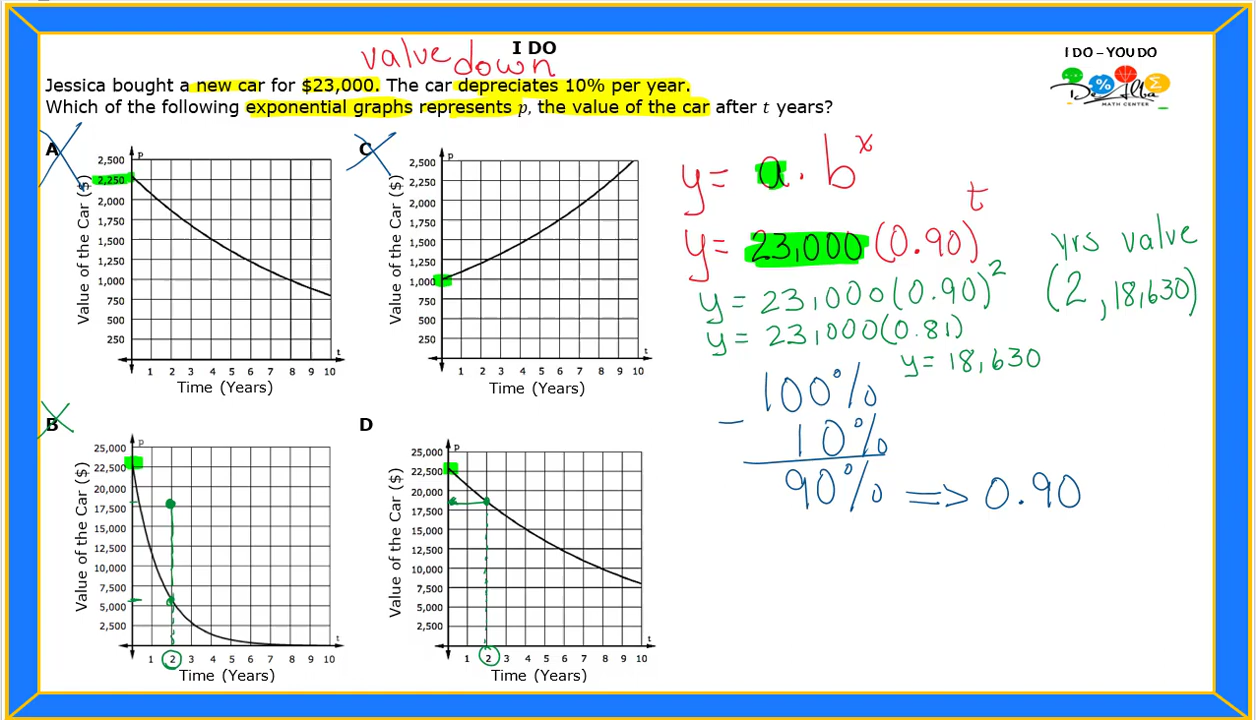 I DO
value down
Jessica bought a new car for $23,000. The car depreciates 10% per year.
Which of the following exponential graphs represents p, the value of the car after t years?
I DO – YOU DO
De Alba
MATH CENTER
A
Value of the Car ($)
p
2,500
2,250
2,000
1,750
1,500
1,250
1,000
750
500
250
1 2 3 4 5 6 7 8 9 10
t
Time (Years)
C
Value of the Car ($)
p
2,500
2,250
2,000
1,750
1,500
1,250
1,000
750
500
250
1 2 3 4 5 6 7 8 9 10
t
Time (Years)
B
Value of the Car ($)
p
25,000
22,500
20,000
17,500
15,000
12,500
10,000
7,500
5,000
2,500
1 2 3 4 5 6 7 8 9 10
t
Time (Years)
D
Value of the Car ($)
p
25,000
22,500
20,000
17,500
15,000
12,500
10,000
7,500
5,000
2,500
1 2 3 4 5 6 7 8 9 10
t
Time (Years)
y = a · b^x
y = 23,000 (0.90)^t
y = 23,000(0.90)^2
y = 23,000(0.81)
y = 18,630
yrs value
(2, 18,630)
100%
- 10%
90% => 0.90